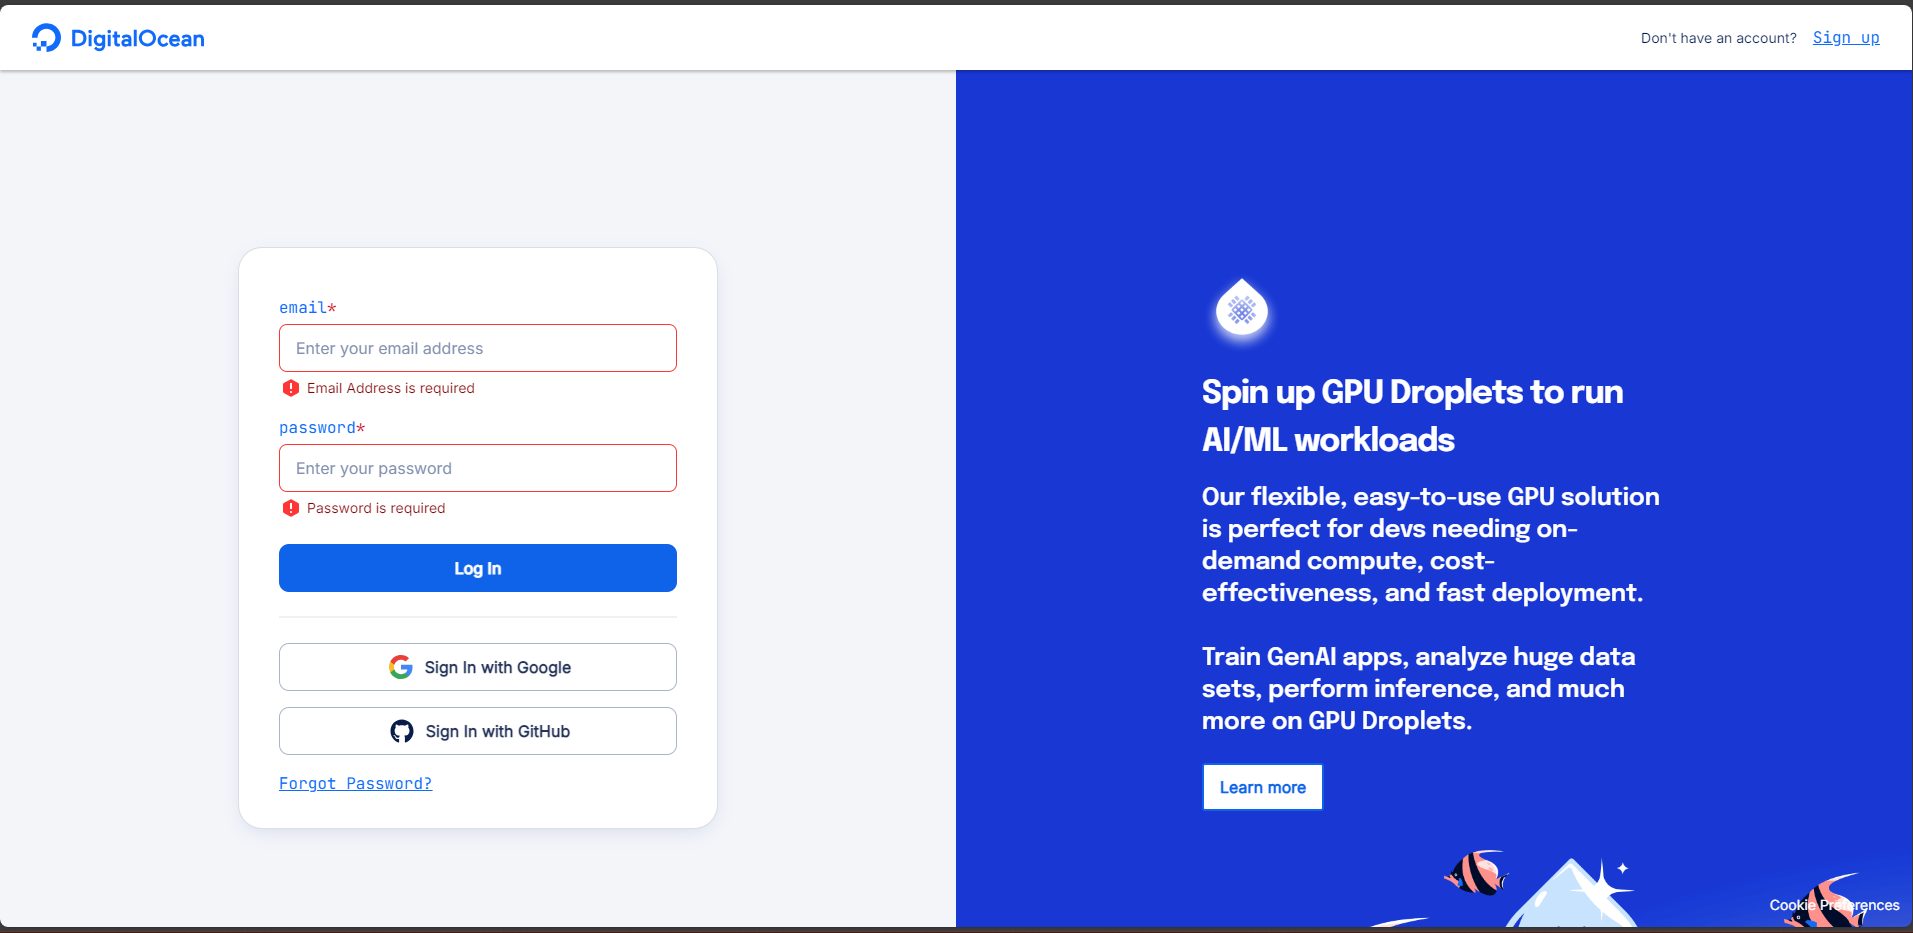 DigitalOcean
Don't have an account? Sign up
email*
Enter your email address
Email Address is required
password*
Enter your password
Password is required
Log In
Sign In with Google
Sign In with GitHub
Forgot Password?
Spin up GPU Droplets to run
AI/ML workloads
Our flexible, easy-to-use GPU solution
is perfect for devs needing on-
demand compute, cost-
effectiveness, and fast deployment.
Train GenAI apps, analyze huge data
sets, perform inference, and much
more on GPU Droplets.
Learn more
Cookie Preferences